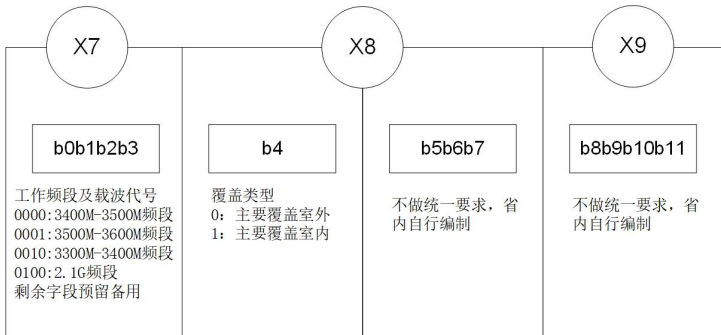 X7
X8
X9
b0b1b2b3
b4
b5b6b7
b8b9b10b11
工作频段及载波代号
0000:3400M-3500M频段
0001:3500M-3600M频段
0010:3300M-3400M频段
0100:2.1G频段
剩余字段预留备用
覆盖类型
0: 主要覆盖室外
1: 主要覆盖室内
不做统一要求，省
内自行编制
不做统一要求，省
内自行编制